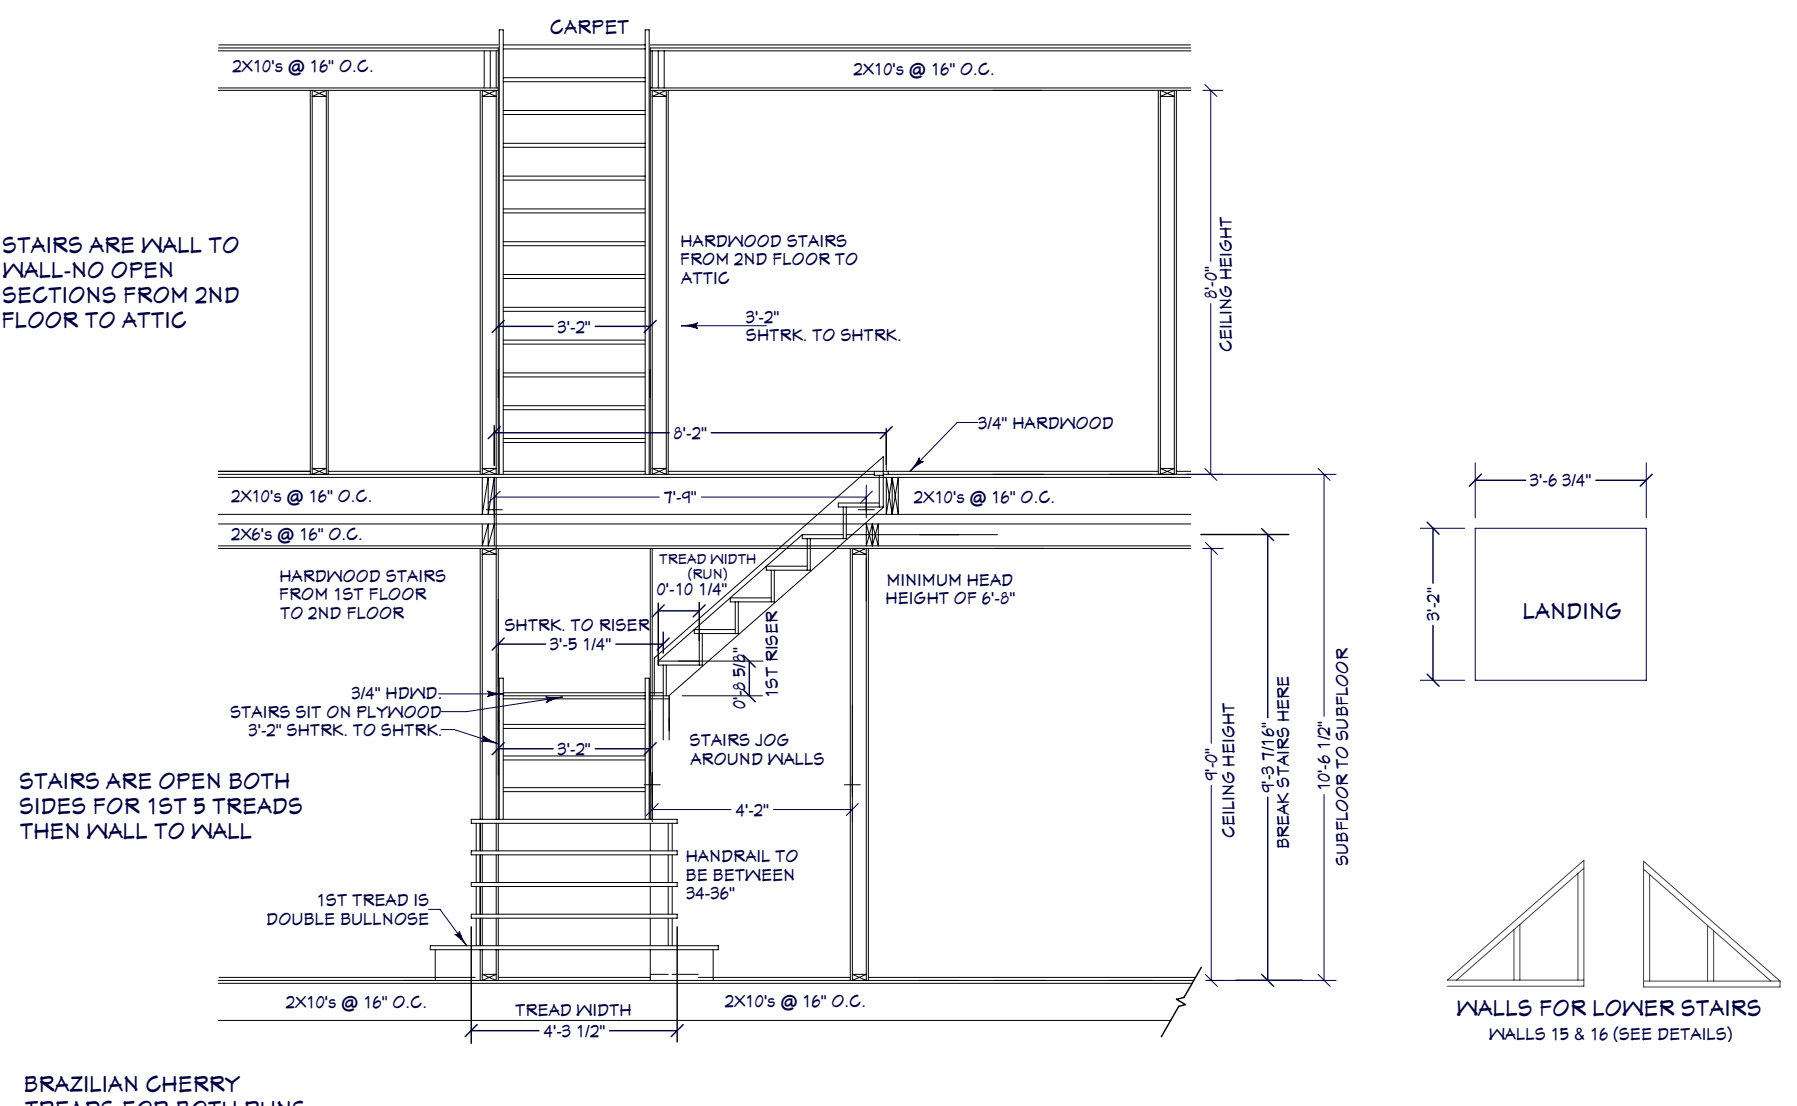 CARPET
2X10's @ 16" O.C.
2X10's @ 16" O.C.
STAIRS ARE WALL TO
WALL-NO OPEN
SECTIONS FROM 2ND
FLOOR TO ATTIC
HARDWOOD STAIRS
FROM 2ND FLOOR TO
ATTIC
3'-2"
3'-2"
SHTRK. TO SHTRK.
8'-0"
CEILING HEIGHT
8'-2"
3/4" HARDWOOD
2X10's @ 16" O.C.
7'-9"
2X10's @ 16" O.C.
2X6's @ 16" O.C.
HARDWOOD STAIRS
FROM 1ST FLOOR
TO 2ND FLOOR
TREAD WIDTH
(RUN)
0'-10 1/4"
MINIMUM HEAD
HEIGHT OF 6'-8"
SHTRK. TO RISER
3'-5 1/4"
0'-8 5/8"
1ST RISER
3/4" HDWD.
STAIRS SIT ON PLYWOOD
3'-2" SHTRK. TO SHTRK.
3'-2"
STAIRS JOG
AROUND WALLS
STAIRS ARE OPEN BOTH
SIDES FOR 1ST 5 TREADS
THEN WALL TO WALL
4'-2"
HANDRAIL TO
BE BETWEEN
34-36"
1ST TREAD IS
DOUBLE BULLNOSE
9'-0"
CEILING HEIGHT
9'-3 7/16"
BREAK STAIRS HERE
10'-6 1/2"
SUBFLOOR TO SUBFLOOR
2X10's @ 16" O.C.
TREAD WIDTH
4'-3 1/2"
2X10's @ 16" O.C.
3'-6 3/4"
3'-2"
LANDING
WALLS FOR LOWER STAIRS
WALLS 15 & 16 (SEE DETAILS)
BRAZILIAN CHERRY
TREADS FOR BOTH RUNS